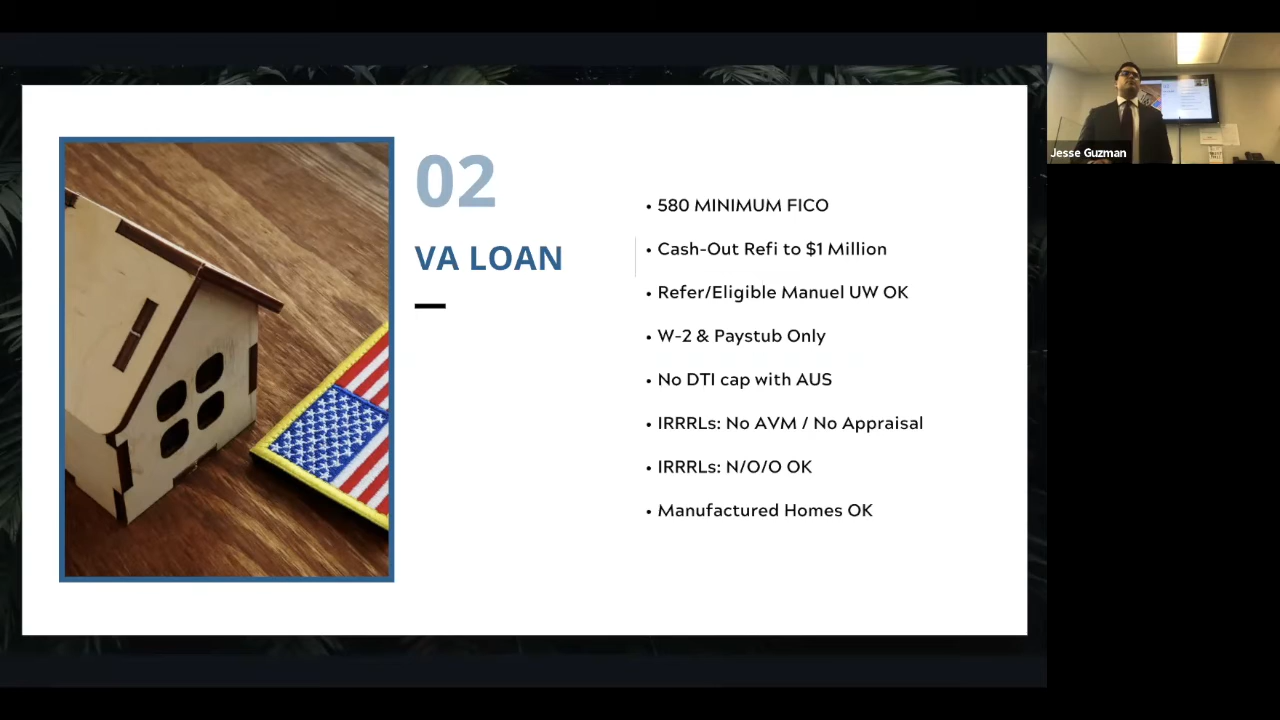 02
VA LOAN
• 580 MINIMUM FICO
• Cash-Out Refi to $1 Million
• Refer/Eligible Manuel UW OK
• W-2 & Paystub Only
• No DTI cap with AUS
• IRRRLs: No AVM / No Appraisal
• IRRRLs: N/O/O OK
• Manufactured Homes OK
Jesse Guzman